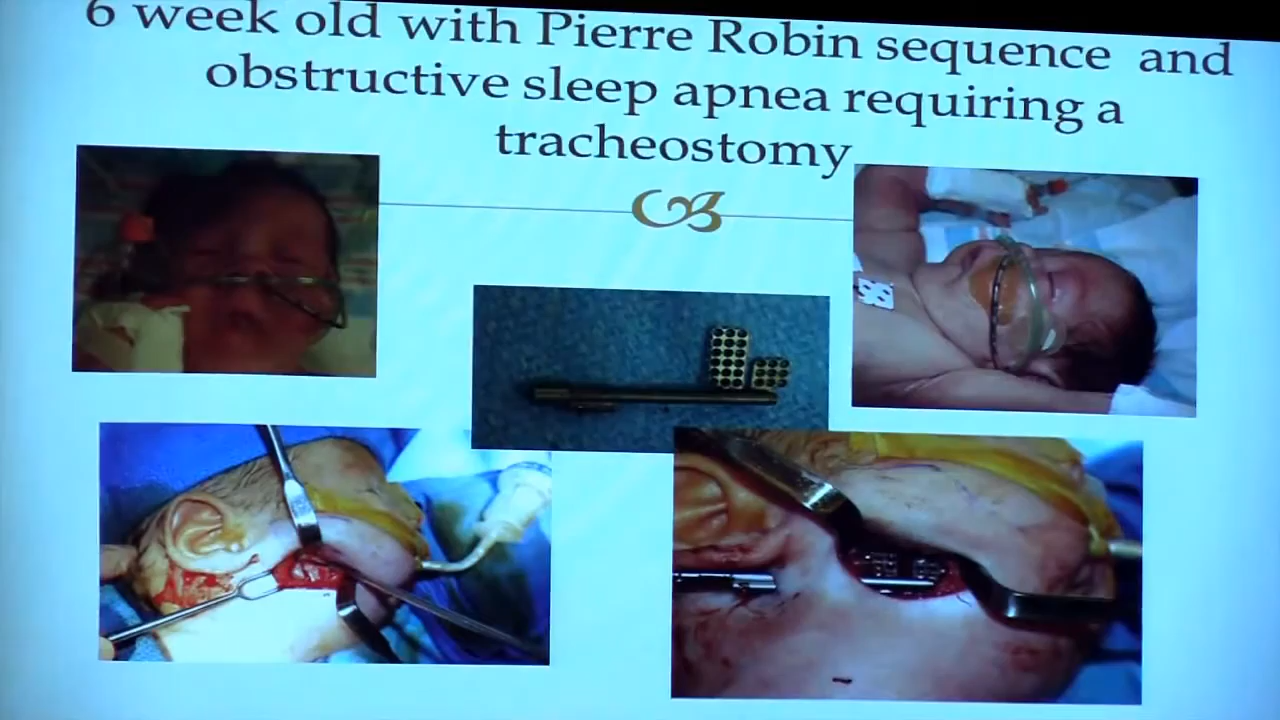 6 week old with Pierre Robin sequence and
obstructive sleep apnea requiring a
tracheostomy